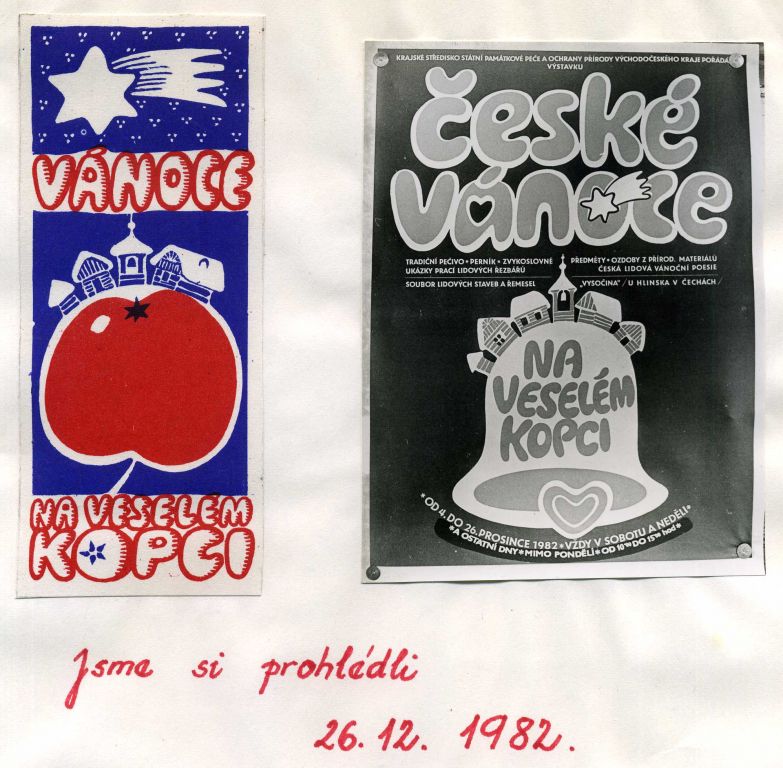 VÁNOCE
NA VESELÉM
KOPCI
KRAJSKÉ STŘEDISKO STÁTNÍ PAMÁTKOVÉ PÉČE A OCHRANY PŘÍRODY VÝCHODOČESKÉHO KRAJE POŘÁDÁ
VÝSTAVKU
české
vánoce
TRADIČNÍ PEČIVO • PERNÍK • ZVYKOSLOVNÉ PŘEDMĚTY • OZDOBY Z PŘÍROD. MATERIÁLŮ
UKÁZKY PRACÍ LIDOVÝCH ŘEZBÁŘŮ ČESKÁ LIDOVÁ VÁNOČNÍ POESIE
SOUBOR LIDOVÝCH STAVEB A ŘEMESEL „VYSOČINA" / U HLINSKA V ČECHÁCH /
NA
VESELÉM
KOPCI
*OD 4. DO 26. PROSINCE 1982 * VŽDY V SOBOTU A NEDĚLI*
*A OSTATNÍ DNY * MIMO PONDĚLÍ * OD 10⁰⁰ DO 15⁰⁰ hod*
Jsme si prohlédli
26. 12. 1982.